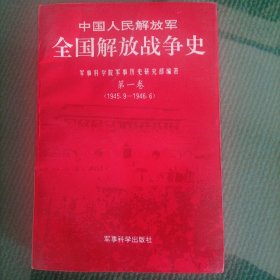 中国人民解放军
全国解放战争史
军事科学院军事历史研究部编著
第一卷
(1945.8—1946.6)
军事科学出版社